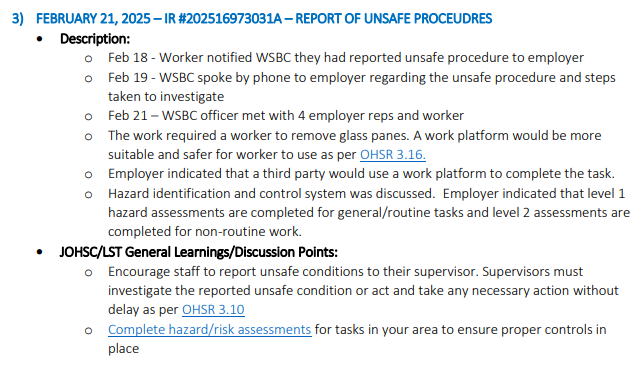 3) FEBRUARY 21, 2025 – IR #202516973031A – REPORT OF UNSAFE PROCEUDRES
• Description:
o Feb 18 - Worker notified WSBC they had reported unsafe procedure to employer
o Feb 19 - WSBC spoke by phone to employer regarding the unsafe procedure and steps
taken to investigate
o Feb 21 – WSBC officer met with 4 employer reps and worker
o The work required a worker to remove glass panes. A work platform would be more
suitable and safer for worker to use as per OHSR 3.16.
o Employer indicated that a third party would use a work platform to complete the task.
o Hazard identification and control system was discussed.  Employer indicated that level 1
hazard assessments are completed for general/routine tasks and level 2 assessments are
completed for non-routine work.
• JOHSC/LST General Learnings/Discussion Points:
o Encourage staff to report unsafe conditions to their supervisor. Supervisors must
investigate the reported unsafe condition or act and take any necessary action without
delay as per OHSR 3.10
o Complete hazard/risk assessments for tasks in your area to ensure proper controls in
place